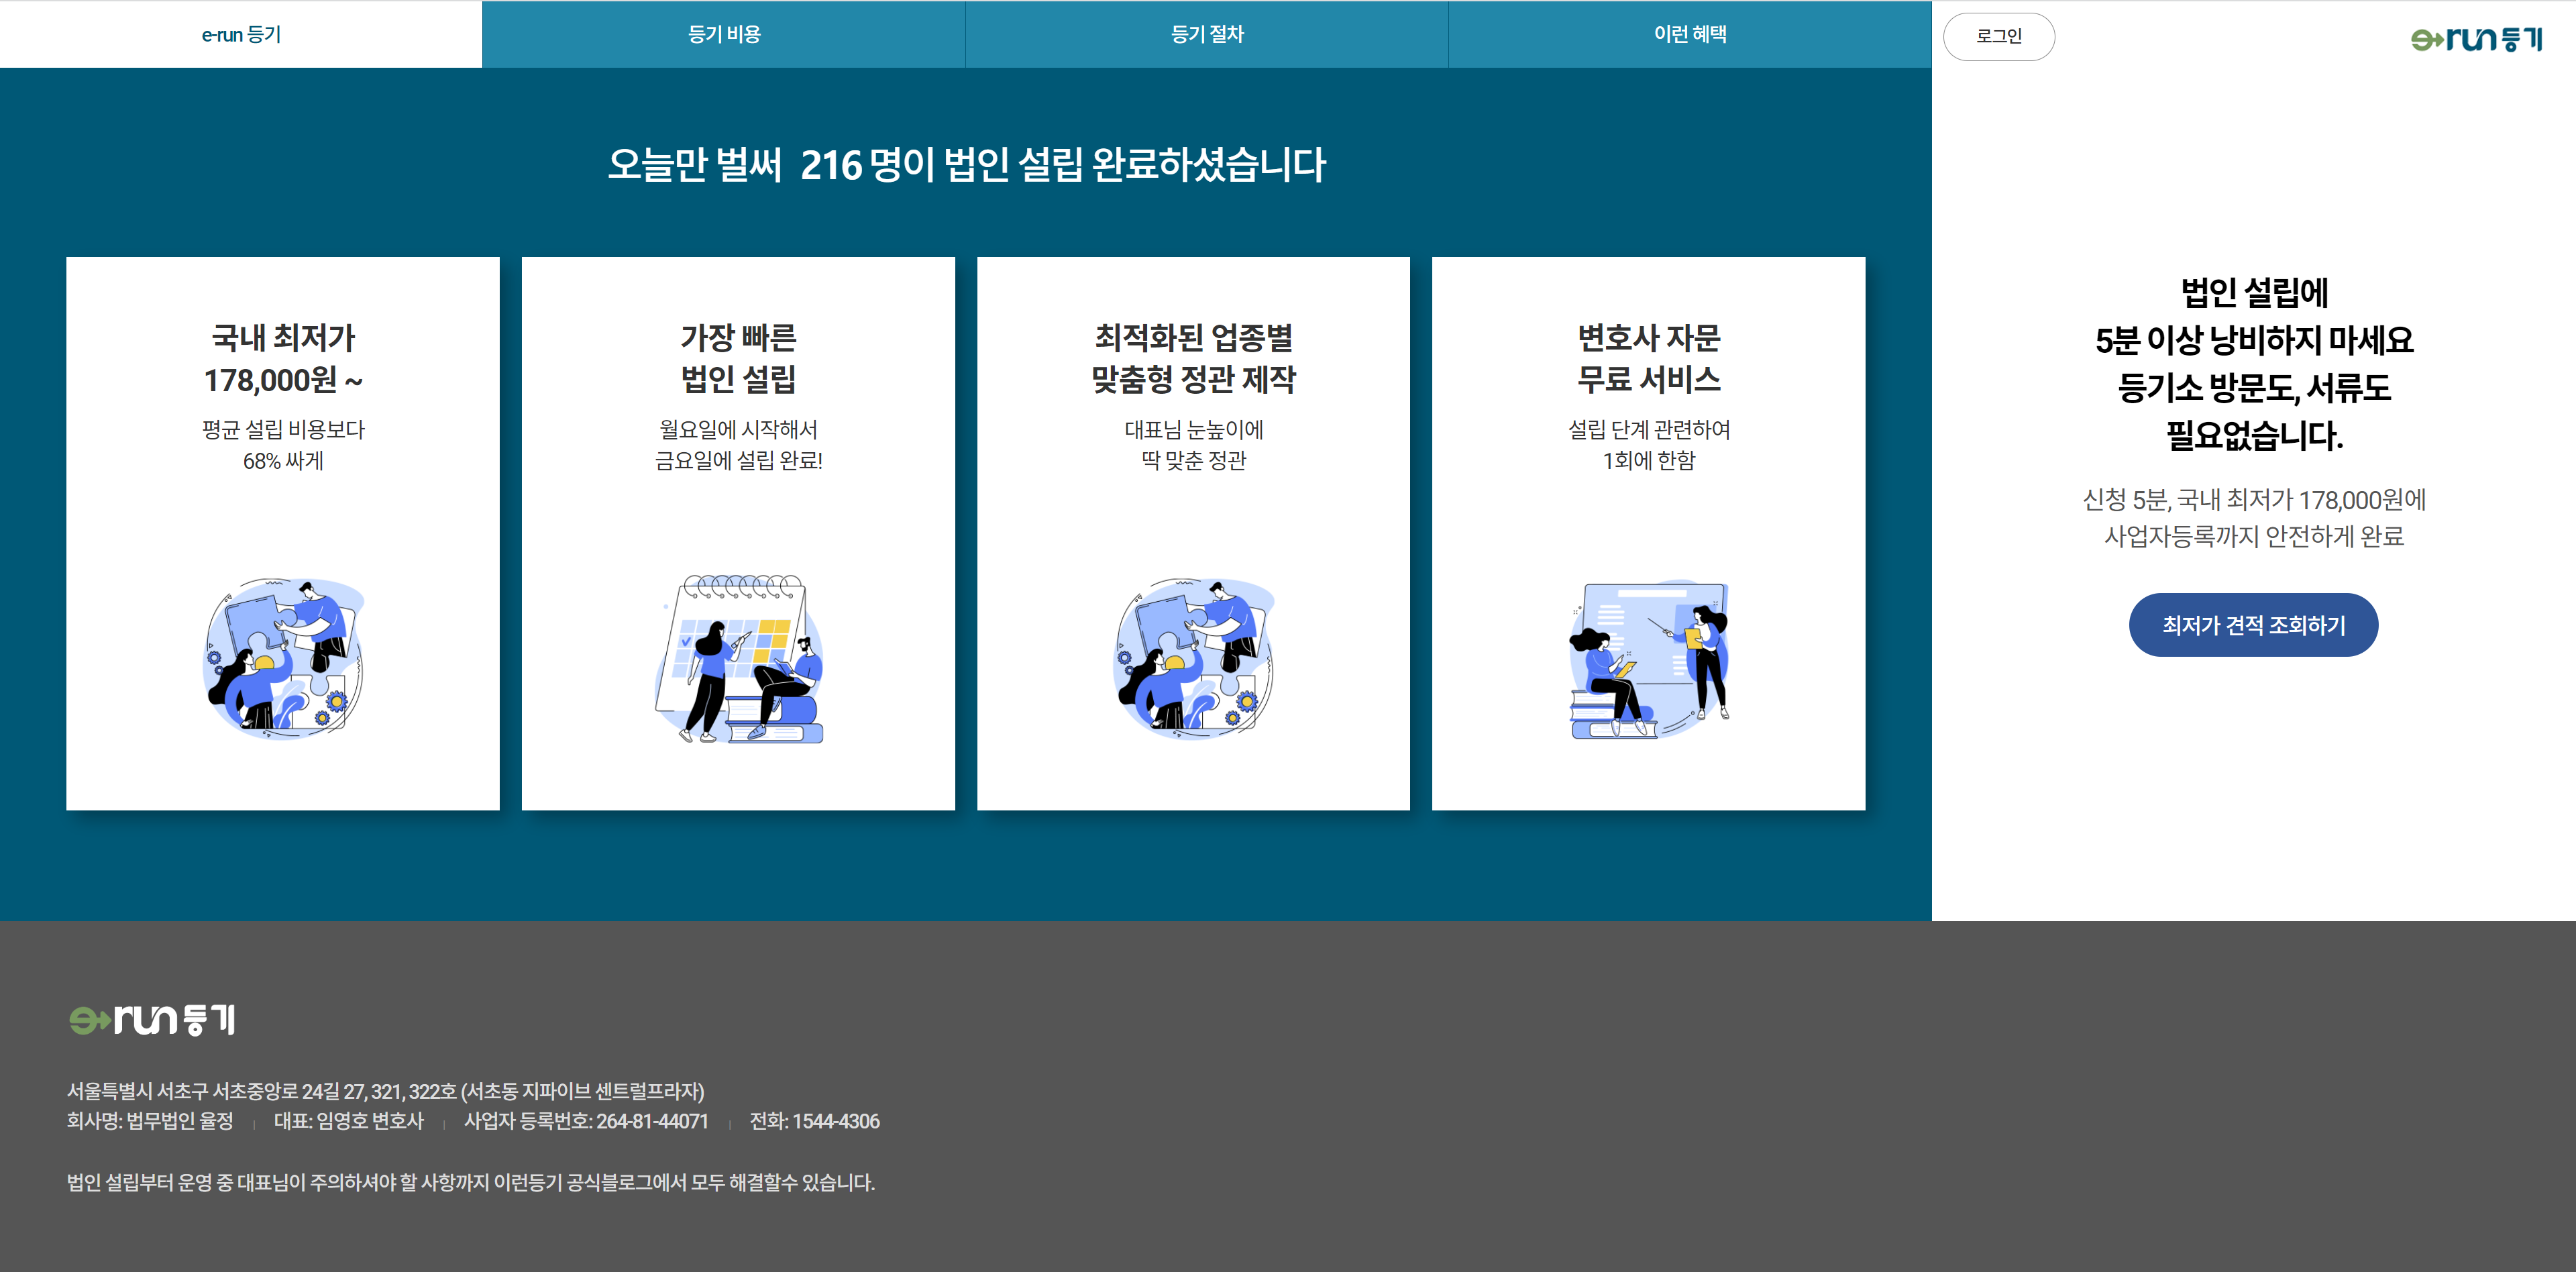 e-run 등기
등기 비용
등기 절차
이런 혜택
로그인
e-run 등기
오늘만 벌써 216 명이 법인 설립 완료하셨습니다
국내 최저가
178,000원 ~
평균 설립 비용보다
68% 싸게
가장 빠른
법인 설립
월요일에 시작해서
금요일에 설립 완료!
최적화된 업종별
맞춤형 정관 제작
대표님 눈높이에
딱 맞춘 정관
변호사 자문
무료 서비스
설립 단계 관련하여
1회에 한함
법인 설립에
5분 이상 낭비하지 마세요
등기소 방문도, 서류도
필요없습니다.
신청 5분, 국내 최저가 178,000원에
사업자등록까지 안전하게 완료
최저가 견적 조회하기
e-run 등기
서울특별시 서초구 서초중앙로 24길 27, 321, 322호 (서초동 지파이브 센트럴프라자)
회사명: 법무법인 율정 | 대표: 임영호 변호사 | 사업자 등록번호: 264-81-44071 | 전화: 1544-4306
법인 설립부터 운영 중 대표님이 주의하셔야 할 사항까지 이런등기 공식블로그에서 모두 해결할수 있습니다.